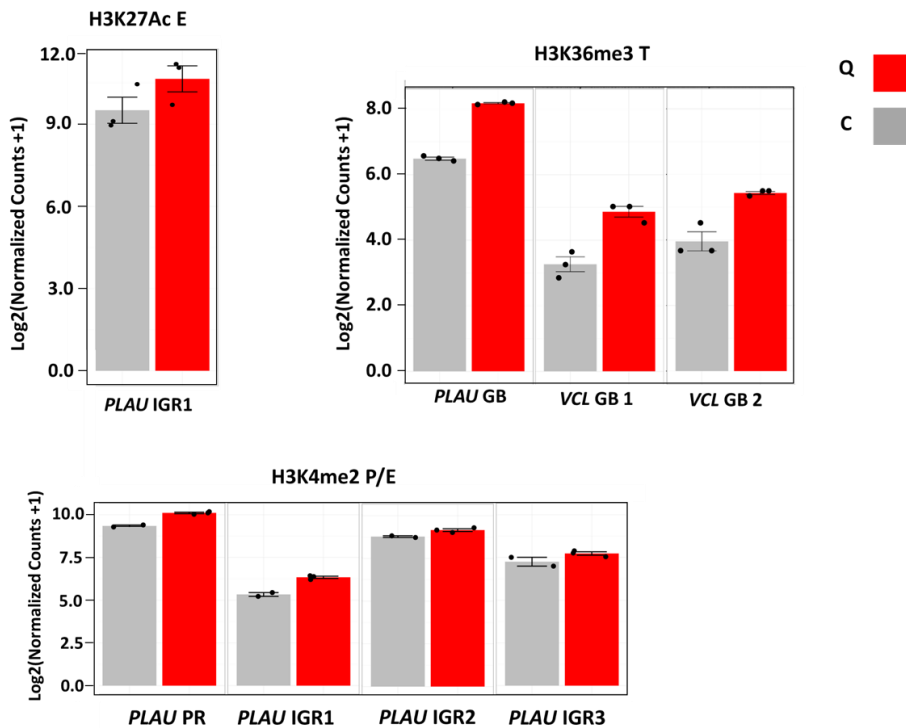 H3K27Ac E
Log2(Normalized Counts +1)
12.0
9.0
6.0
3.0
0.0
PLAU IGR1
H3K36me3 T
Log2(Normalized Counts +1)
8.0
6.0
4.0
2.0
0.0
PLAU GB VCL GB 1 VCL GB 2
Q
C
H3K4me2 P/E
Log2(Normalized Counts +1)
10.0
7.5
5.0
2.5
0.0
PLAU PR PLAU IGR1 PLAU IGR2 PLAU IGR3